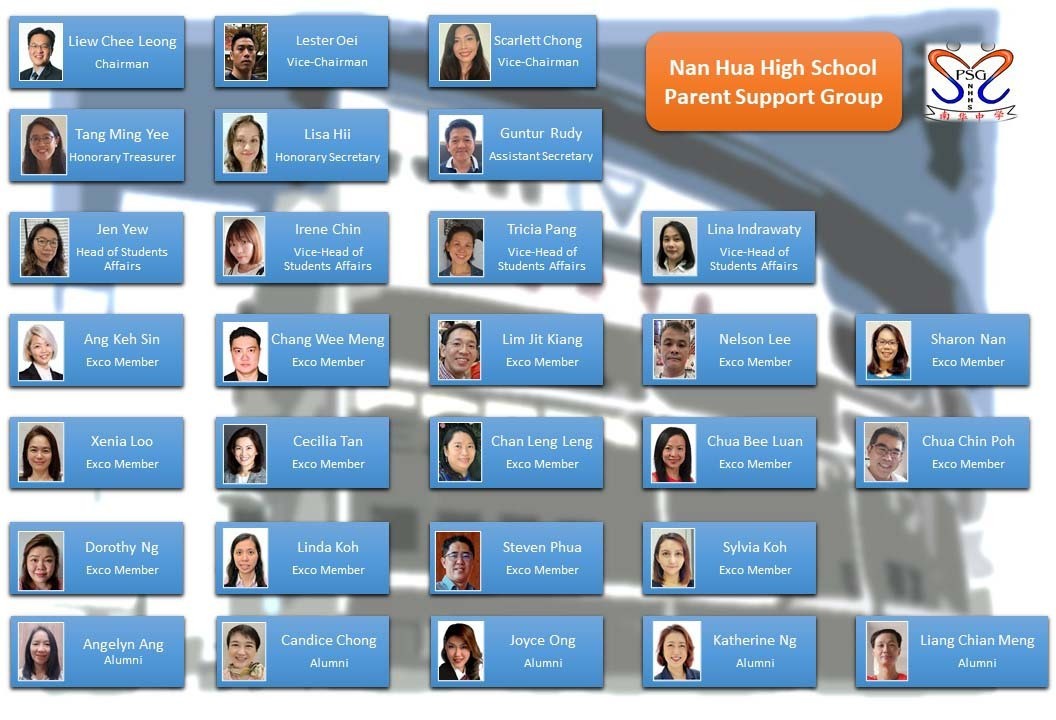 Liew Chee Leong
Chairman
Lester Oei
Vice-Chairman
Scarlett Chong
Vice-Chairman
Nan Hua High School
Parent Support Group
PSG
NHHS
南华中学
Tang Ming Yee
Honorary Treasurer
Lisa Hii
Honorary Secretary
Guntur Rudy
Assistant Secretary
Jen Yew
Head of Students
Affairs
Irene Chin
Vice-Head of
Students Affairs
Tricia Pang
Vice-Head of
Students Affairs
Lina Indrawaty
Vice-Head of
Students Affairs
Ang Keh Sin
Exco Member
Chang Wee Meng
Exco Member
Lim Jit Kiang
Exco Member
Nelson Lee
Exco Member
Sharon Nan
Exco Member
Xenia Loo
Exco Member
Cecilia Tan
Exco Member
Chan Leng Leng
Exco Member
Chua Bee Luan
Exco Member
Chua Chin Poh
Exco Member
Dorothy Ng
Exco Member
Linda Koh
Exco Member
Steven Phua
Exco Member
Sylvia Koh
Exco Member
Angelyn Ang
Alumni
Candice Chong
Alumni
Joyce Ong
Alumni
Katherine Ng
Alumni
Liang Chian Meng
Alumni